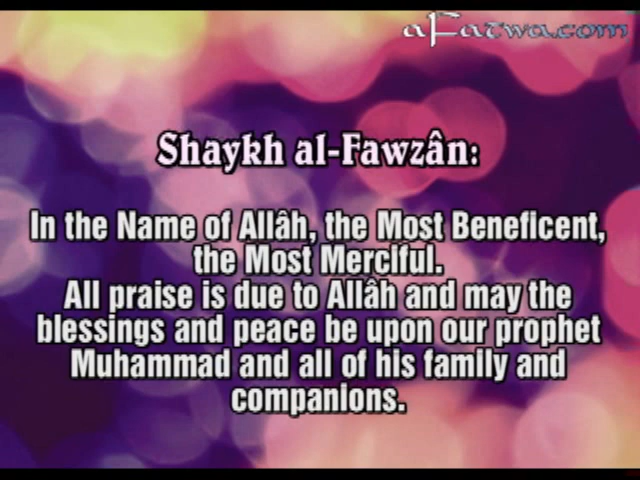 aFatwa.com
Shaykh al-Fawzân:
In the Name of Allâh, the Most Beneficent,
the Most Merciful.
All praise is due to Allâh and may the
blessings and peace be upon our prophet
Muhammad and all of his family and
companions.